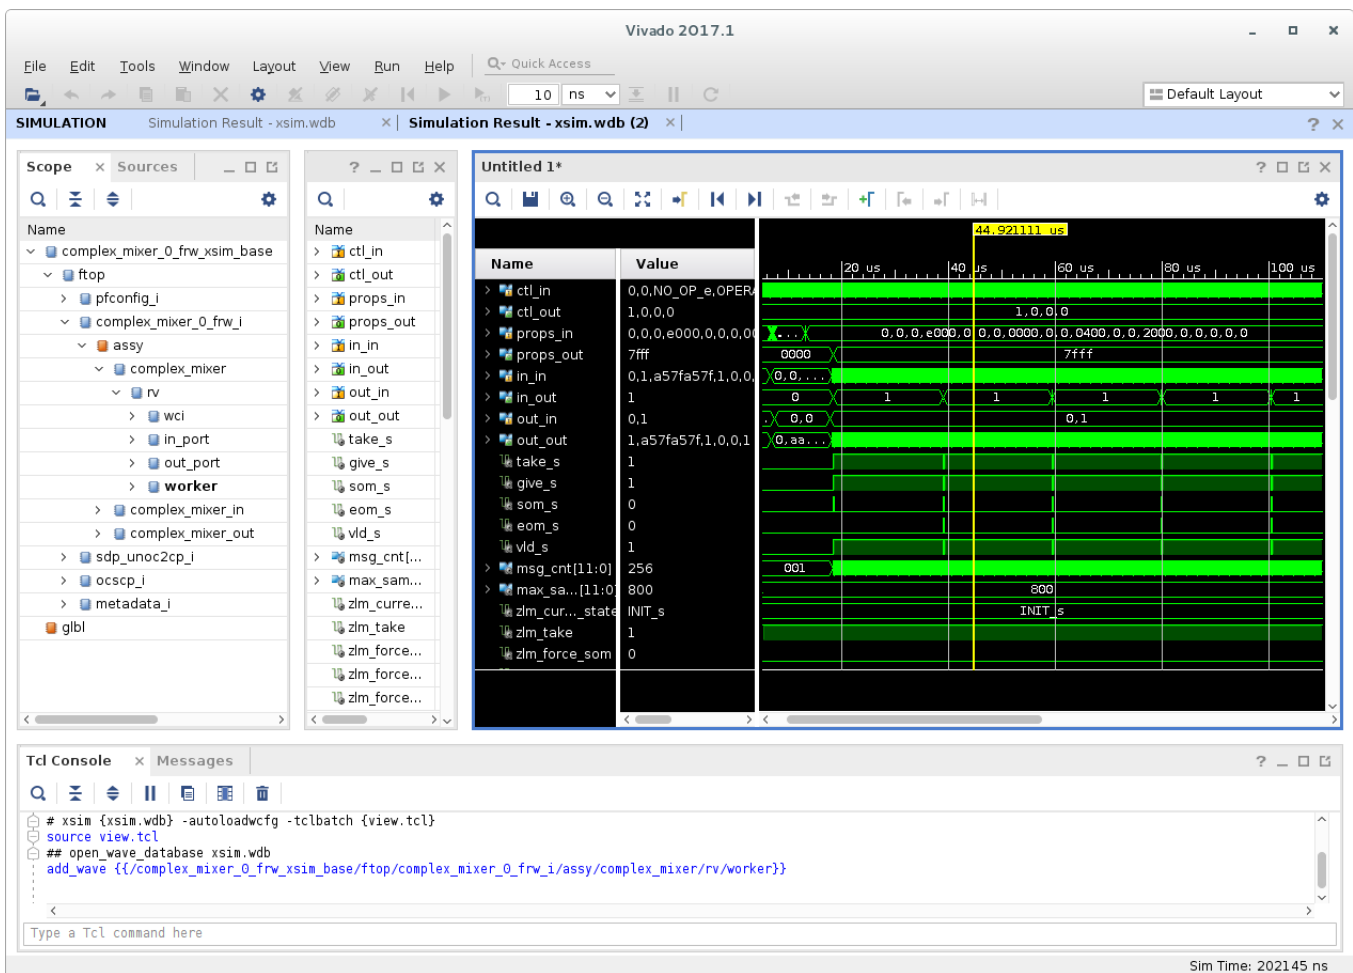 Vivado 2017.1
File Edit Tools Window Layout View Run Help Quick Access
10 ns Default Layout
SIMULATION Simulation Result - xsim.wdb Simulation Result - xsim.wdb (2)
Scope Sources
Name
complex_mixer_0_frw_xsim_base
ftop
pfconfig_i
complex_mixer_0_frw_i
assy
complex_mixer
rv
wci
in_port
out_port
worker
complex_mixer_in
complex_mixer_out
sdp_unoc2cp_i
ocscp_i
metadata_i
glbl
Name
ctl_in
ctl_out
props_in
props_out
in_in
in_out
out_in
out_out
take_s
give_s
som_s
eom_s
vld_s
msg_cnt[...
max_sam...
zlm_curre...
zlm_take
zlm_force...
zlm_force...
zlm_force...
Untitled 1*
44.921111 us
Name Value
20 us 40 us 60 us 80 us 100 us
ctl_in 0,0,NO_OP_e,OPERA
ctl_out 1,0,0,0 1,0,0,0
props_in 0,0,0,e000,0,0,0,00 ... 0,0,0,e000,0,0,0,0000,0,0,0400,0,0,2000,0,0,0,0,0
props_out 7fff 0000 7fff
in_in 0,1,a57fa57f,1,0,0, 0,0,...
in_out 1 0 1 1 1 1 1
out_in 0,1 . 0,0 0,1
out_out 1,a57fa57f,1,0,0,1 0,aa...
take_s 1
give_s 1
som_s 0
eom_s 0
vld_s 1
msg_cnt[11:0] 256 001
max_sa...[11:0] 800 800
zlm_cur..._state INIT_s INIT_s
zlm_take 1
zlm_force_som 0
Tcl Console Messages
# xsim {xsim.wdb} -autoloadwcfg -tclbatch {view.tcl}
source view.tcl
## open_wave_database xsim.wdb
add_wave {{/complex_mixer_0_frw_xsim_base/ftop/complex_mixer_0_frw_i/assy/complex_mixer/rv/worker}}
Type a Tcl command here
Sim Time: 202145 ns